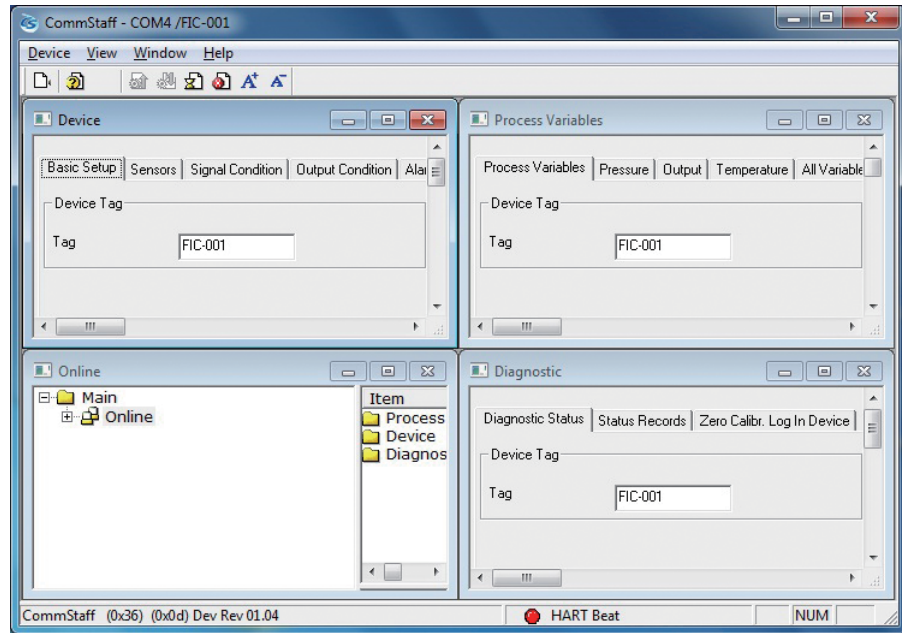 CommStaff - COM4 /FIC-001
Device View Window Help
Device
Basic Setup Sensors Signal Condition Output Condition Alar
Device Tag
Tag FIC-001
Process Variables
Process Variables Pressure Output Temperature All Variable
Device Tag
Tag FIC-001
Online
Main
Online
Item
Process
Device
Diagnos
Diagnostic
Diagnostic Status Status Records Zero Calibr. Log In Device
Device Tag
Tag FIC-001
CommStaff (0x36) (0x0d) Dev Rev 01.04 HART Beat NUM